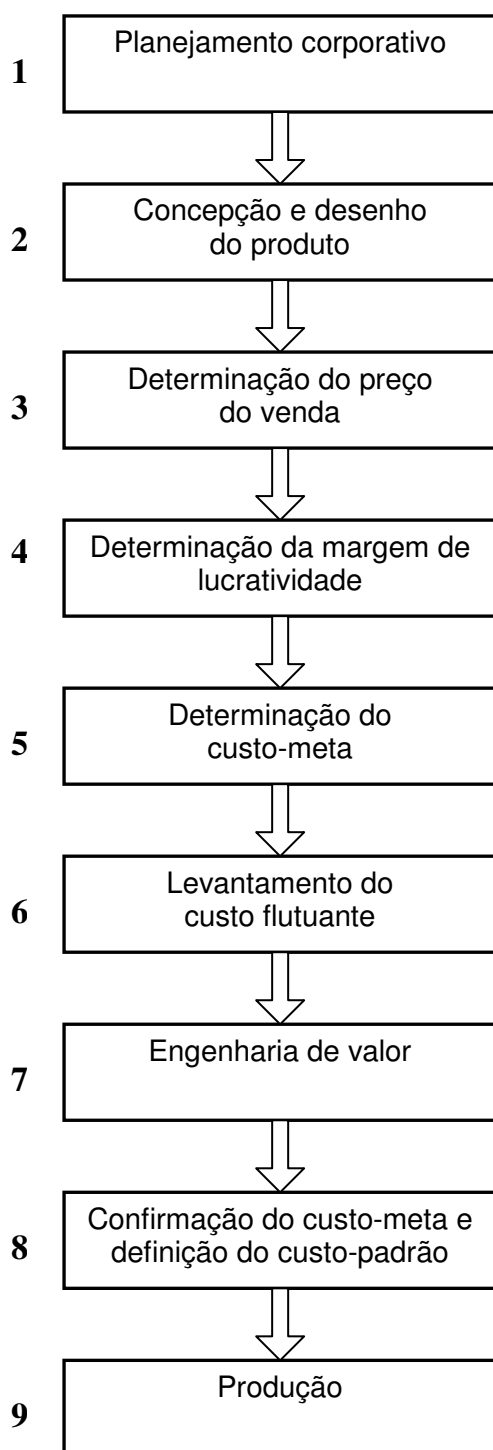 1
Planejamento corporativo
2
Concepção e desenho
do produto
3
Determinação do preço
do venda
4
Determinação da margem de
lucratividade
5
Determinação do
custo-meta
6
Levantamento do
custo flutuante
7
Engenharia de valor
8
Confirmação do custo-meta e
definição do custo-padrão
9
Produção